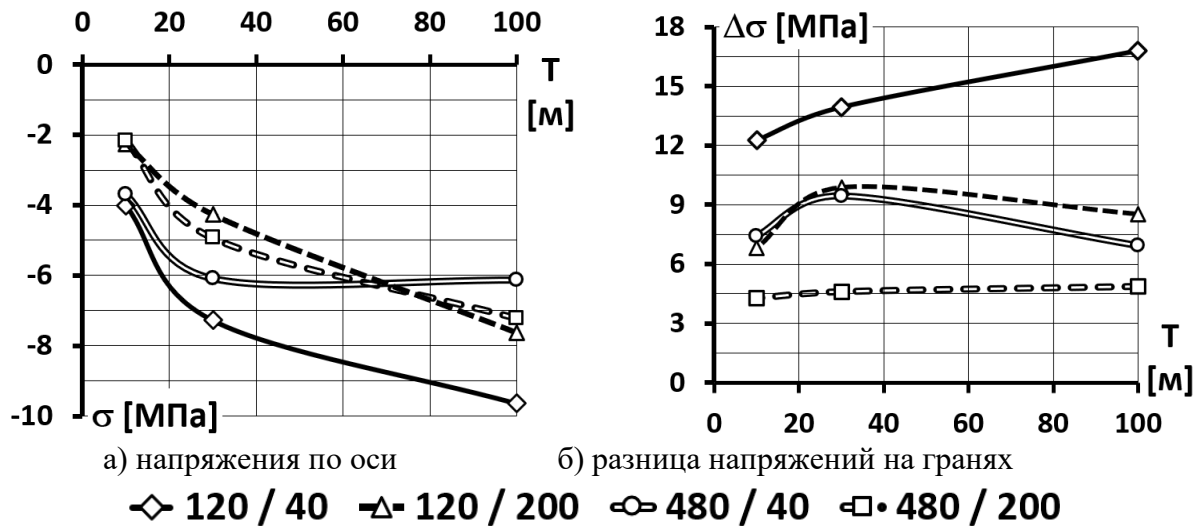 0 20 40 60 80 100
0
-2
-4
-6
-8
-10
T
[м]
σ [МПа]
Δσ [МПа]
18
15
12
9
6
3
0
T
[м]
0 20 40 60 80 100
а) напряжения по оси
б) разница напряжений на гранях
120 / 40 120 / 200 480 / 40 480 / 200